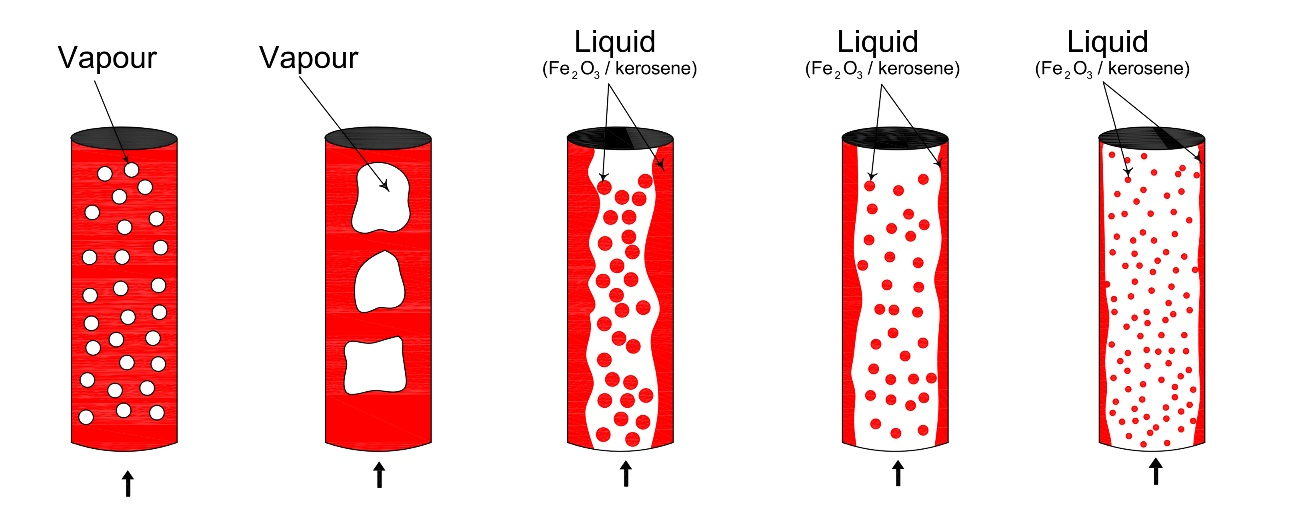 Vapour
Vapour
Liquid
(Fe₂O₃ / kerosene)
Liquid
(Fe₂O₃ / kerosene)
Liquid
(Fe₂O₃ / kerosene)